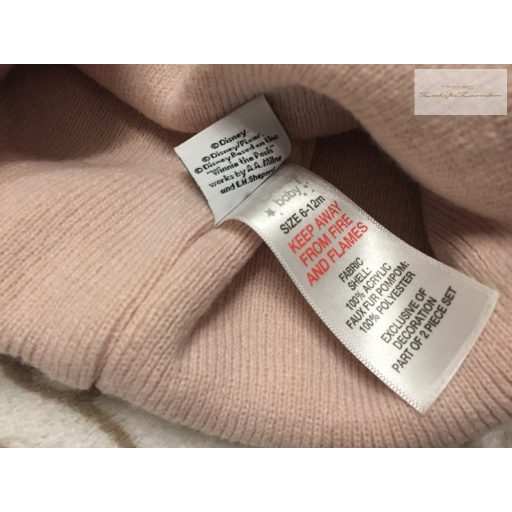 ©Disney.
©Disney/Pixar.
©Disney Based on the
"Winnie the Pooh"
works by A.A. Milne
and E.H. Shepard
baby
SIZE 6-12m
KEEP AWAY
FROM FIRE
AND FLAMES
FABRIC
SHELL:
100% ACRYLIC
FAUX FUR POMPOM:
100% POLYESTER
EXCLUSIVE OF
DECORATION
PART OF 2 PIECE SET